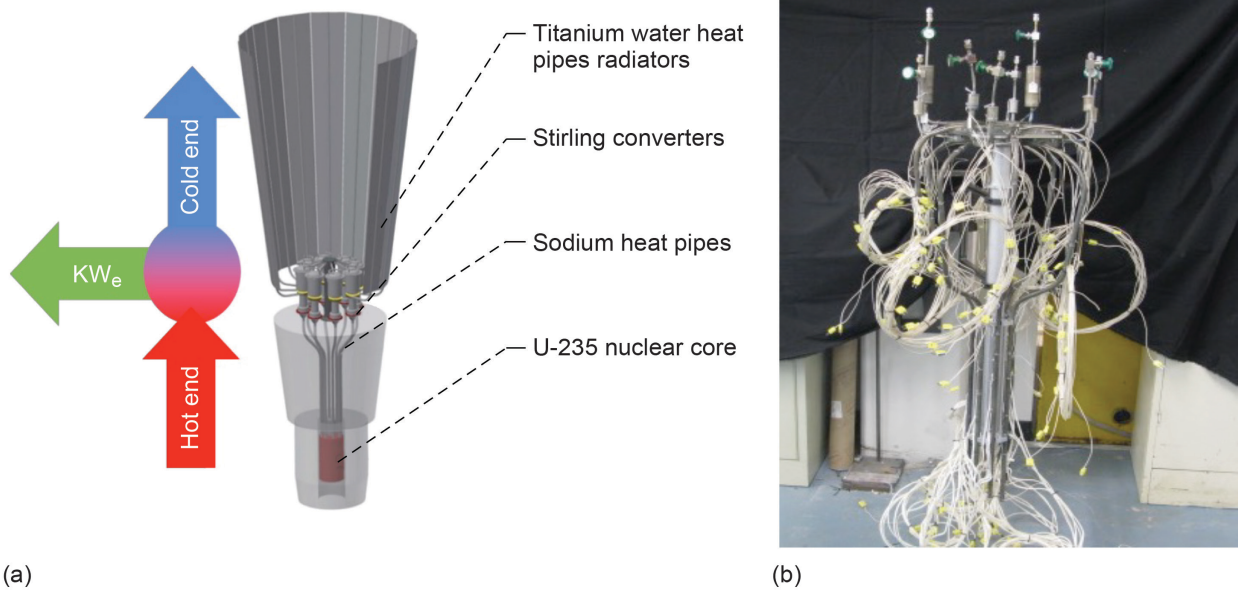 Titanium water heat
pipes radiators
Stirling converters
Sodium heat pipes
U-235 nuclear core
Cold end
KWe
Hot end
(a)
(b)